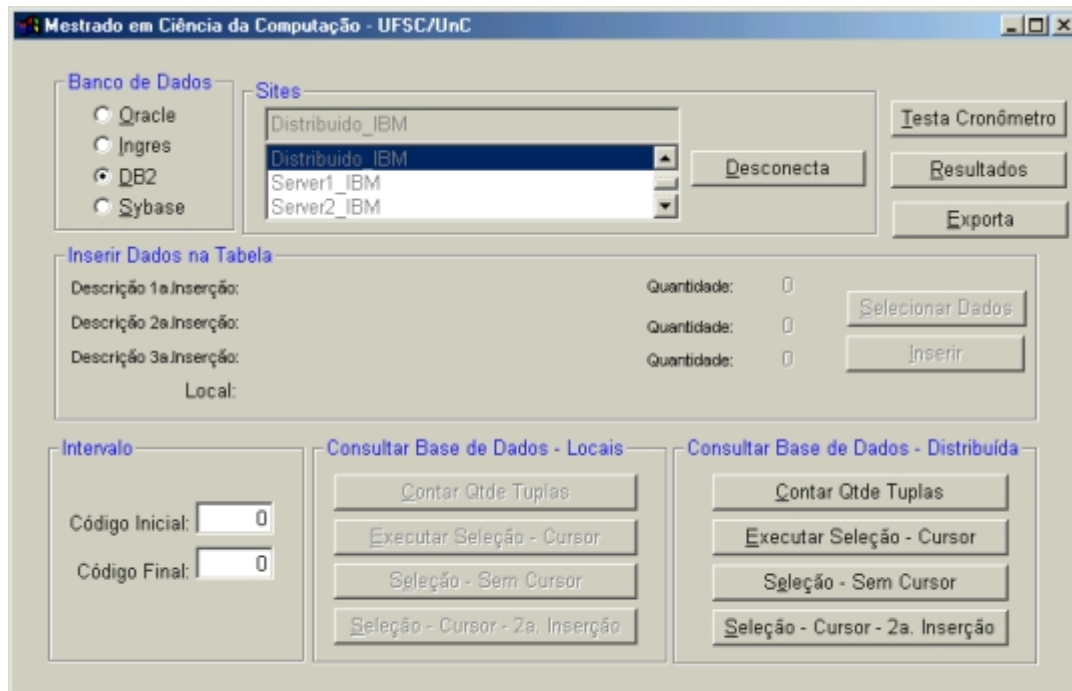 Mestrado em Ciência da Computação - UFSC/UnC
Banco de Dados
Oracle
Ingres
DB2
Sybase
Sites
Distribuido_IBM
Distribuido_IBM
Server1_IBM
Server2_IBM
Desconecta
Testa Cronômetro
Resultados
Exporta
Inserir Dados na Tabela
Descrição 1a.Inserção:
Quantidade: 0
Descrição 2a.Inserção:
Quantidade: 0
Descrição 3a.Inserção:
Quantidade: 0
Local:
Selecionar Dados
Inserir
Intervalo
Código Inicial: 0
Código Final: 0
Consultar Base de Dados - Locais
Contar Qtde Tuplas
Executar Seleção - Cursor
Seleção - Sem Cursor
Seleção - Cursor - 2a. Inserção
Consultar Base de Dados - Distribuída
Contar Qtde Tuplas
Executar Seleção - Cursor
Seleção - Sem Cursor
Seleção - Cursor - 2a. Inserção